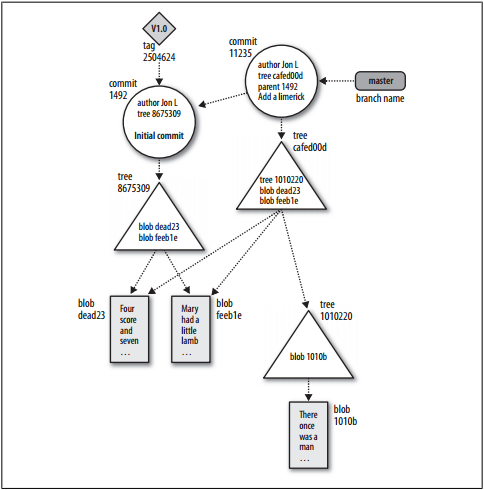 V1.0
tag
2504624
commit
11235
author Jon L
tree cafed00d
parent 1492
Add a limerick
master
branch name
commit
1492
author Jon L
tree 8675309
Initial commit
tree
cafed00d
tree 1010220
blob dead23
blob feeb1e
tree
8675309
blob dead23
blob feeb1e
blob
dead23
Four
score
and
seven
...
Mary
had a
little
lamb
...
blob
feeb1e
tree
1010220
blob 1010b
There
once
was a
man
...
blob
1010b